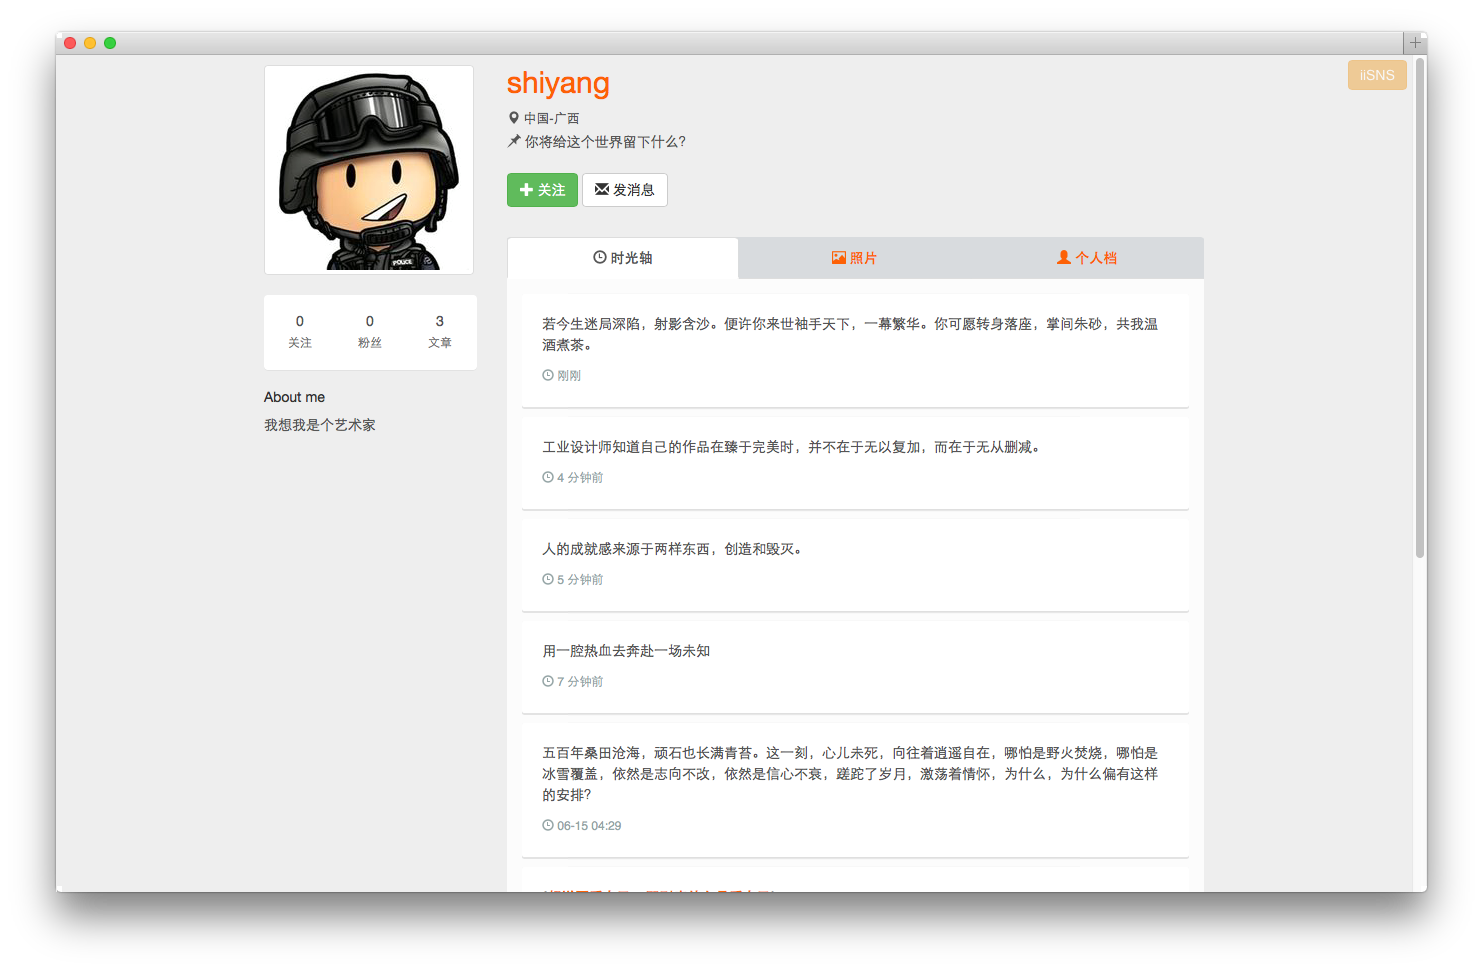 iiSNS
shiyang
中国-广西
你将给这个世界留下什么?
关注 发消息
POLICE
0 0 3
关注 粉丝 文章
About me
我想我是个艺术家
时光轴 照片 个人档
若今生迷局深陷，射影含沙。便许你来世袖手天下，一幕繁华。你可愿转身落座，掌间朱砂，共我温
酒煮茶。
刚刚
工业设计师知道自己的作品在臻于完美时，并不在于无以复加，而在于无从删减。
4 分钟前
人的成就感来源于两样东西，创造和毁灭。
5 分钟前
用一腔热血去奔赴一场未知
7 分钟前
五百年桑田沧海，顽石也长满青苔。这一刻，心儿未死，向往着逍遥自在，哪怕是野火焚烧，哪怕是
冰雪覆盖，依然是志向不改，依然是信心不衰，蹉跎了岁月，激荡着情怀，为什么，为什么偏有这样
的安排?
06-15 04:29